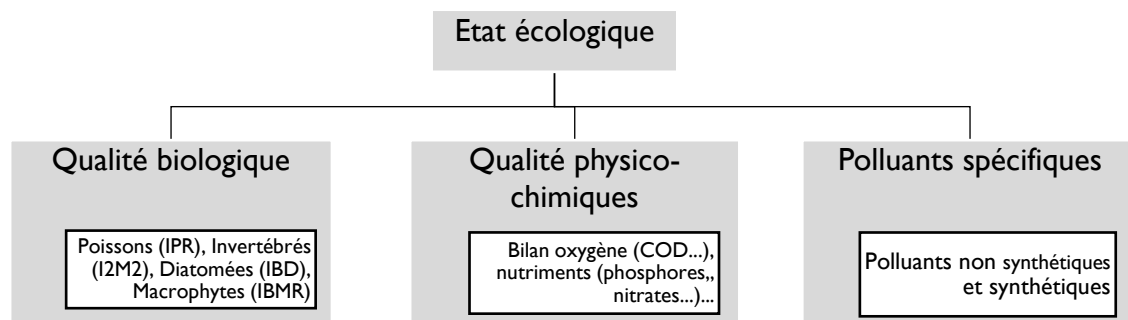 Etat écologique
Qualité biologique
Poissons (IPR), Invertébrés
(I2M2), Diatomées (IBD),
Macrophytes (IBMR)
Qualité physico-
chimiques
Bilan oxygène (COD...),
nutriments (phosphores,,
nitrates...)...
Polluants spécifiques
Polluants non synthétiques
et synthétiques